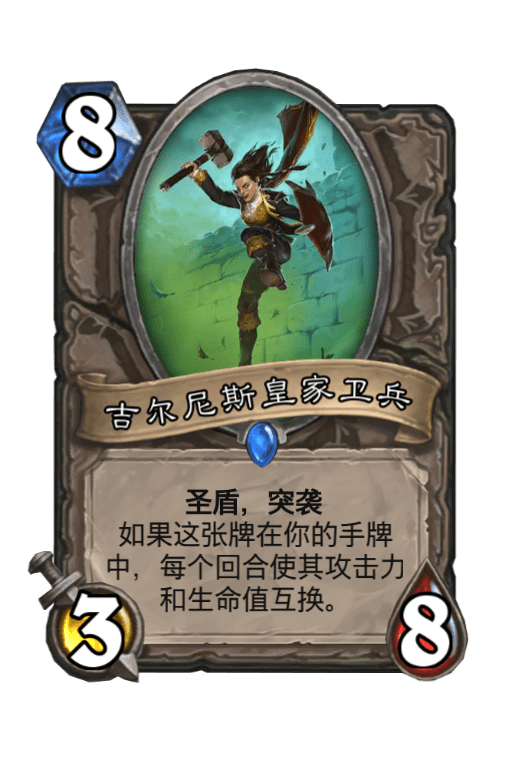 8
吉尔尼斯皇家卫兵
圣盾，突袭
如果这张牌在你的手牌
中，每个回合使其攻击力
和生命值互换。
3
8